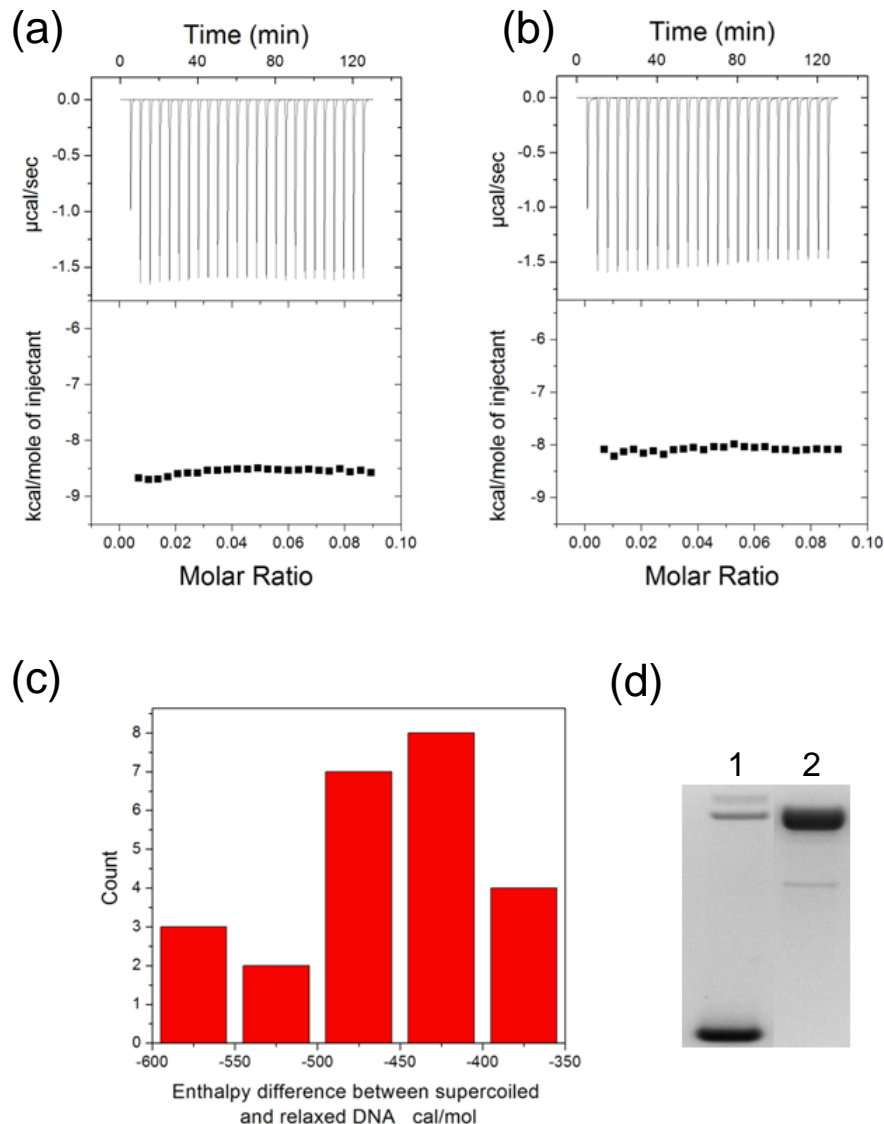 (a)
Time (min)
0 40 80 120
0.0
-0.5
-1.0
-1.5
µcal/sec
-6
-7
-8
-9
kcal/mole of injectant
0.00 0.02 0.04 0.06 0.08 0.10
Molar Ratio
(b)
Time (min)
0 40 80 120
0.0
-0.5
-1.0
-1.5
µcal/sec
-6
-7
-8
-9
kcal/mole of injectant
0.00 0.02 0.04 0.06 0.08 0.10
Molar Ratio
(c)
8
7
6
5
4
3
2
1
0
Count
-600 -550 -500 -450 -400 -350
Enthalpy difference between supercoiled
and relaxed DNA cal/mol
(d)
1 2